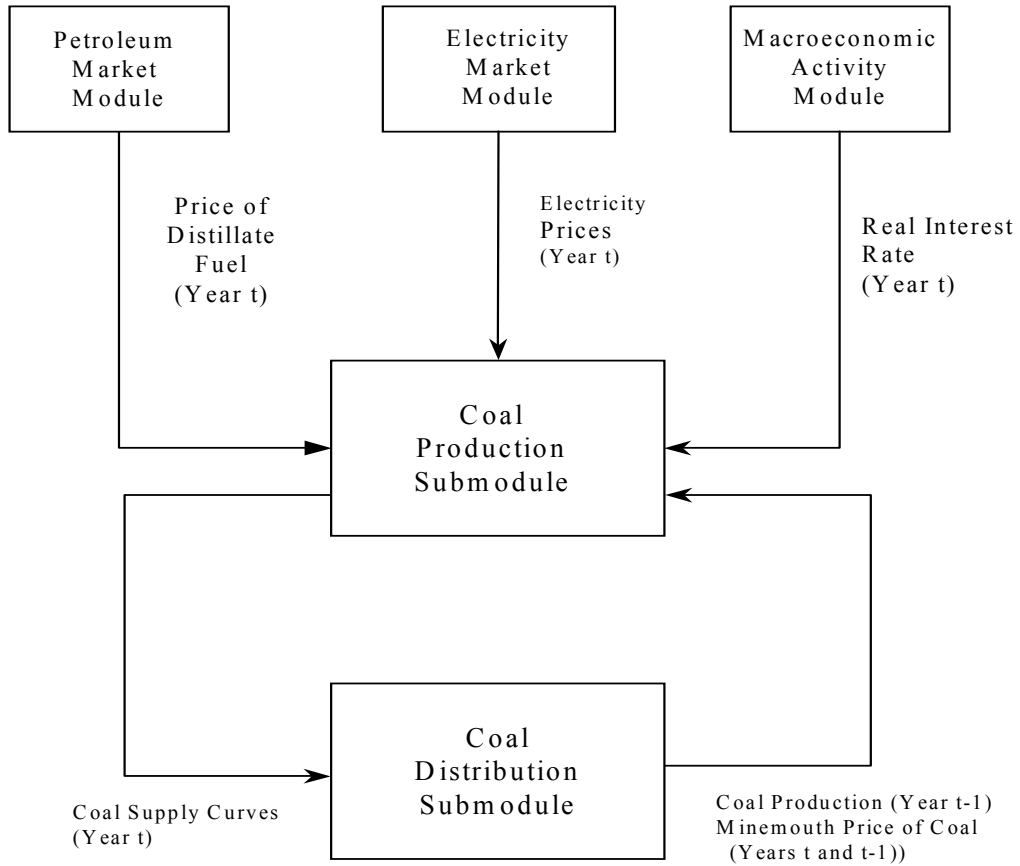 Petroleum
Market
Module
Electricity
Market
Module
Macroeconomic
Activity
Module
Price of
Distillate
Fuel
(Year t)
Electricity
Prices
(Year t)
Real Interest
Rate
(Year t)
Coal
Production
Submodule
Coal
Distribution
Submodule
Coal Supply Curves
(Year t)
Coal Production (Year t-1)
Minemouth Price of Coal
(Years t and t-1))